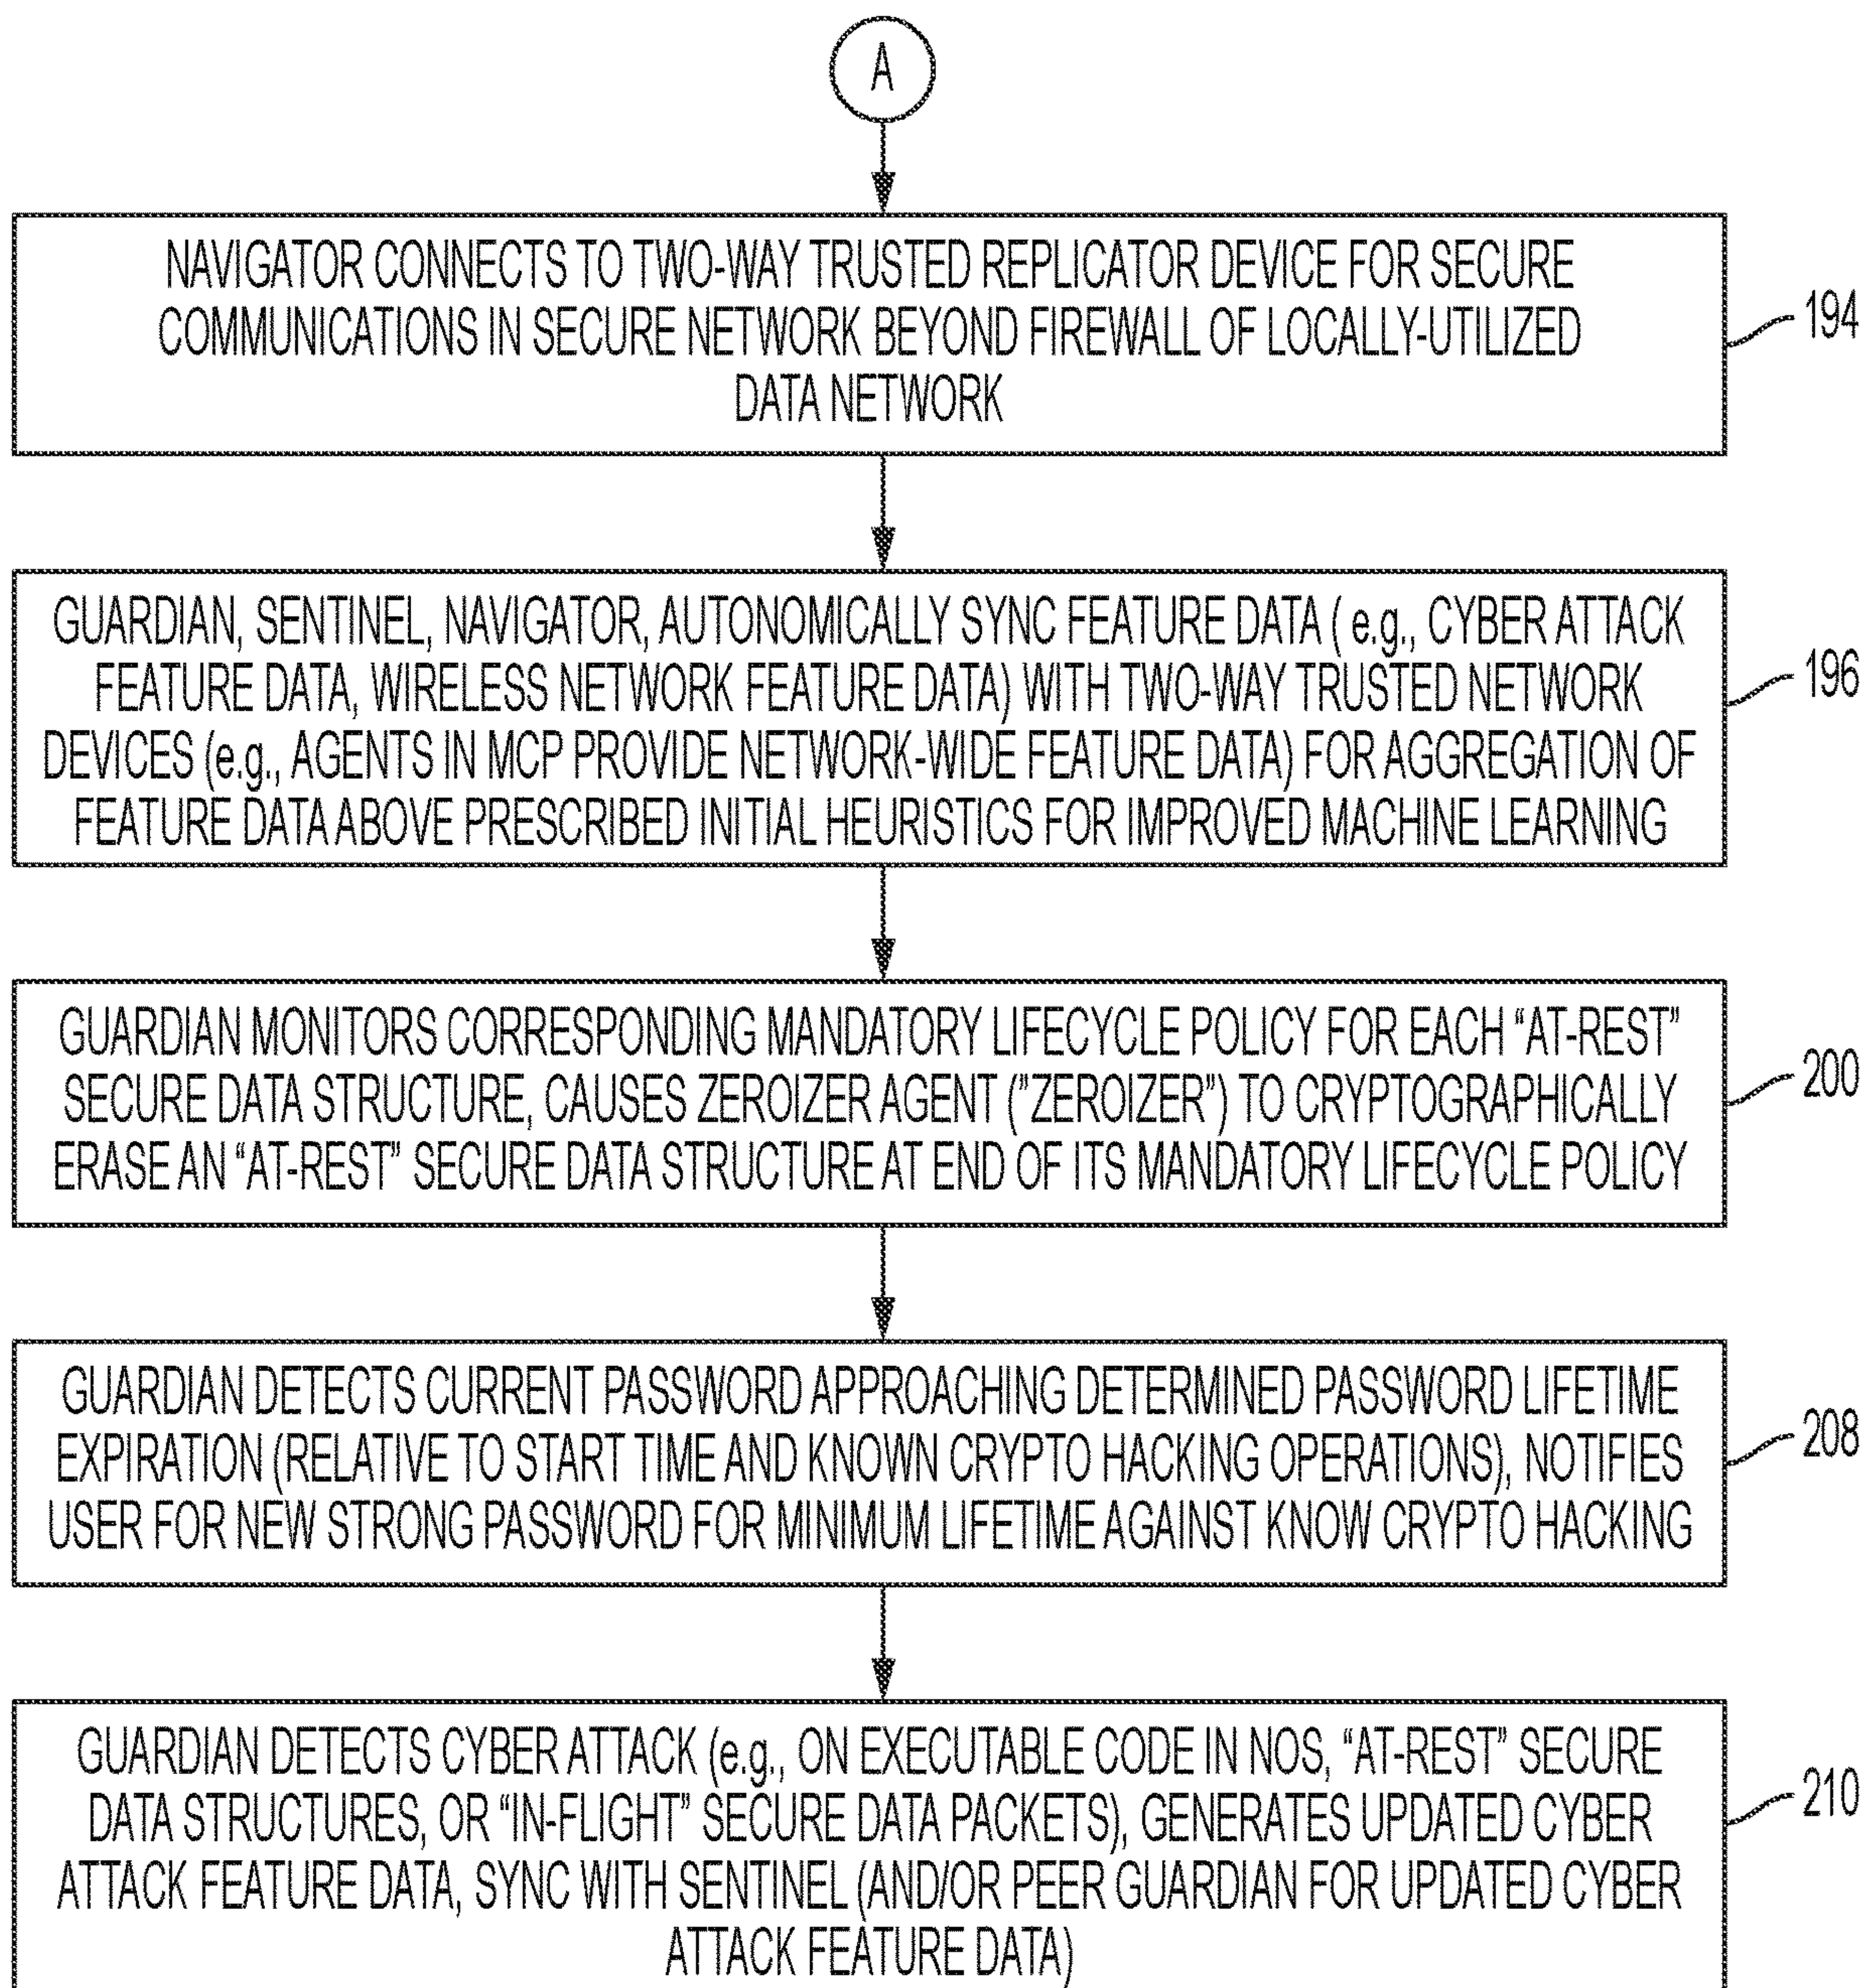 A
NAVIGATOR CONNECTS TO TWO-WAY TRUSTED REPLICATOR DEVICE FOR SECURE
COMMUNICATIONS IN SECURE NETWORK BEYOND FIREWALL OF LOCALLY-UTILIZED
DATA NETWORK
194
GUARDIAN, SENTINEL, NAVIGATOR, AUTONOMICALLY SYNC FEATURE DATA ( e.g., CYBER ATTACK
FEATURE DATA, WIRELESS NETWORK FEATURE DATA) WITH TWO-WAY TRUSTED NETWORK
DEVICES (e.g., AGENTS IN MCP PROVIDE NETWORK-WIDE FEATURE DATA) FOR AGGREGATION OF
FEATURE DATA ABOVE PRESCRIBED INITIAL HEURISTICS FOR IMPROVED MACHINE LEARNING
196
GUARDIAN MONITORS CORRESPONDING MANDATORY LIFECYCLE POLICY FOR EACH “AT-REST”
SECURE DATA STRUCTURE, CAUSES ZEROIZER AGENT (”ZEROIZER”) TO CRYPTOGRAPHICALLY
ERASE AN “AT-REST” SECURE DATA STRUCTURE AT END OF ITS MANDATORY LIFECYCLE POLICY
200
GUARDIAN DETECTS CURRENT PASSWORD APPROACHING DETERMINED PASSWORD LIFETIME
EXPIRATION (RELATIVE TO START TIME AND KNOWN CRYPTO HACKING OPERATIONS), NOTIFIES
USER FOR NEW STRONG PASSWORD FOR MINIMUM LIFETIME AGAINST KNOW CRYPTO HACKING
208
GUARDIAN DETECTS CYBER ATTACK (e.g., ON EXECUTABLE CODE IN NOS, “AT-REST” SECURE
DATA STRUCTURES, OR “IN-FLIGHT” SECURE DATA PACKETS), GENERATES UPDATED CYBER
ATTACK FEATURE DATA, SYNC WITH SENTINEL (AND/OR PEER GUARDIAN FOR UPDATED CYBER
ATTACK FEATURE DATA)
210